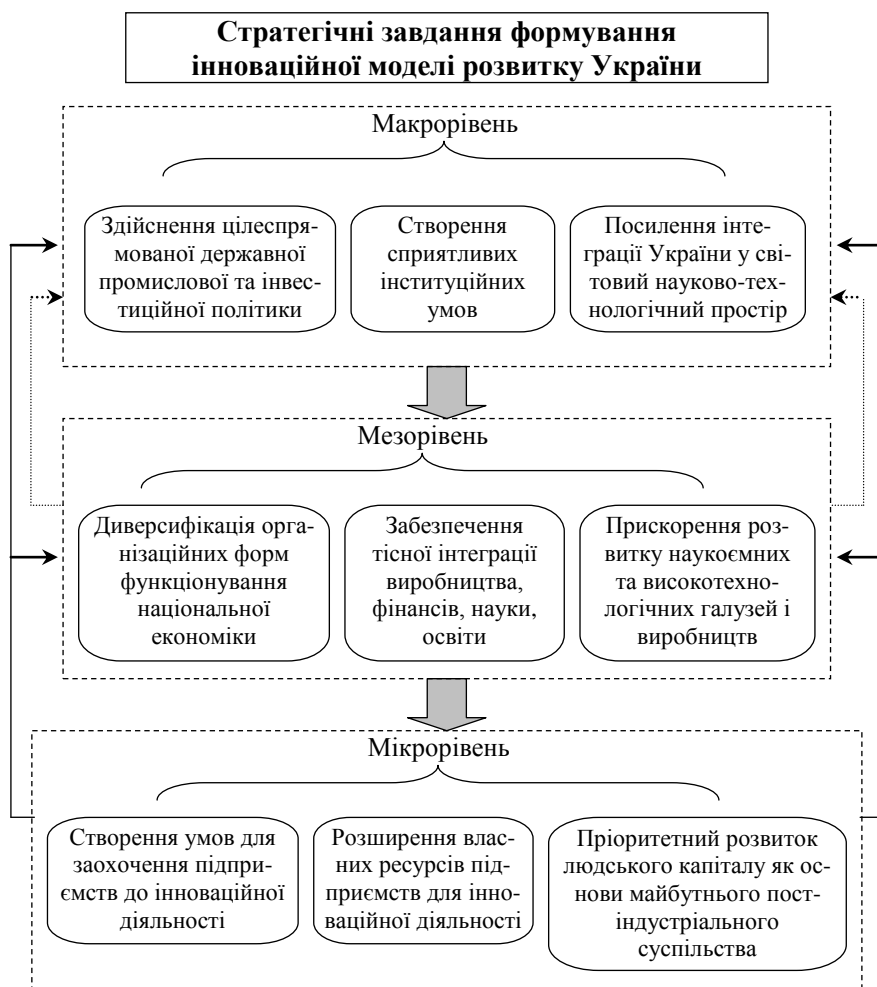 Стратегічні завдання формування
інноваційної моделі розвитку України
Макрорівень
Здійснення цілеспря-
мованої державної
промислової та інвес-
тиційної політики
Створення
сприятливих
інституційних
умов
Посилення інте-
грації України у сві-
товий науково-тех-
нологічний простір
Мезорівень
Диверсифікація орга-
нізаційних форм
функціонування
національної
економіки
Забезпечення
тісної інтеграції
виробництва,
фінансів, науки,
освіти
Прискорення роз-
витку наукоємних
та високотехно-
логічних галузей і
виробництв
Мікрорівень
Створення умов для
заохочення підпри-
ємств до інноваційної
діяльності
Розширення влас-
них ресурсів під-
приємств для інно-
ваційної діяльності
Пріоритетний розвиток
людського капіталу як ос-
нови майбутнього пост-
індустріального
суспільства